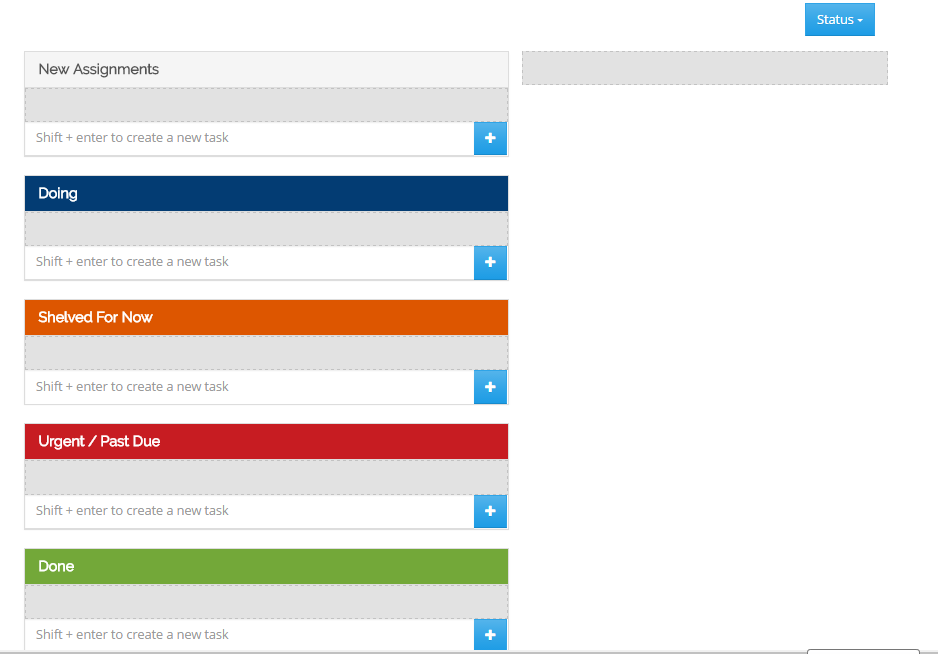 Status
New Assignments
Shift + enter to create a new task
Doing
Shift + enter to create a new task
Shelved For Now
Shift + enter to create a new task
Urgent / Past Due
Shift + enter to create a new task
Done
Shift + enter to create a new task